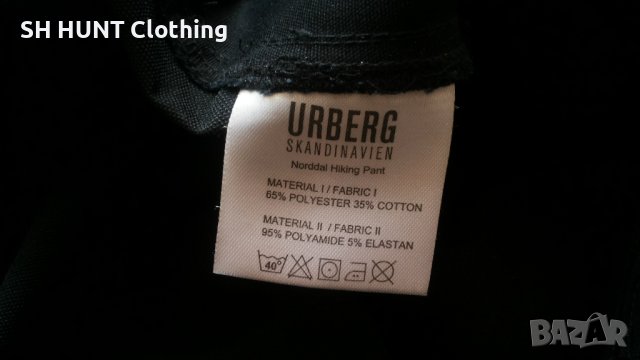 SH HUNT Clothing
URBERG
SKANDINAVIEN
Norddal Hiking Pant
MATERIAL I / FABRIC I
65% POLYESTER 35% COTTON
MATERIAL II / FABRIC II
95% POLYAMIDE 5% ELASTAN
40°
BAZAR